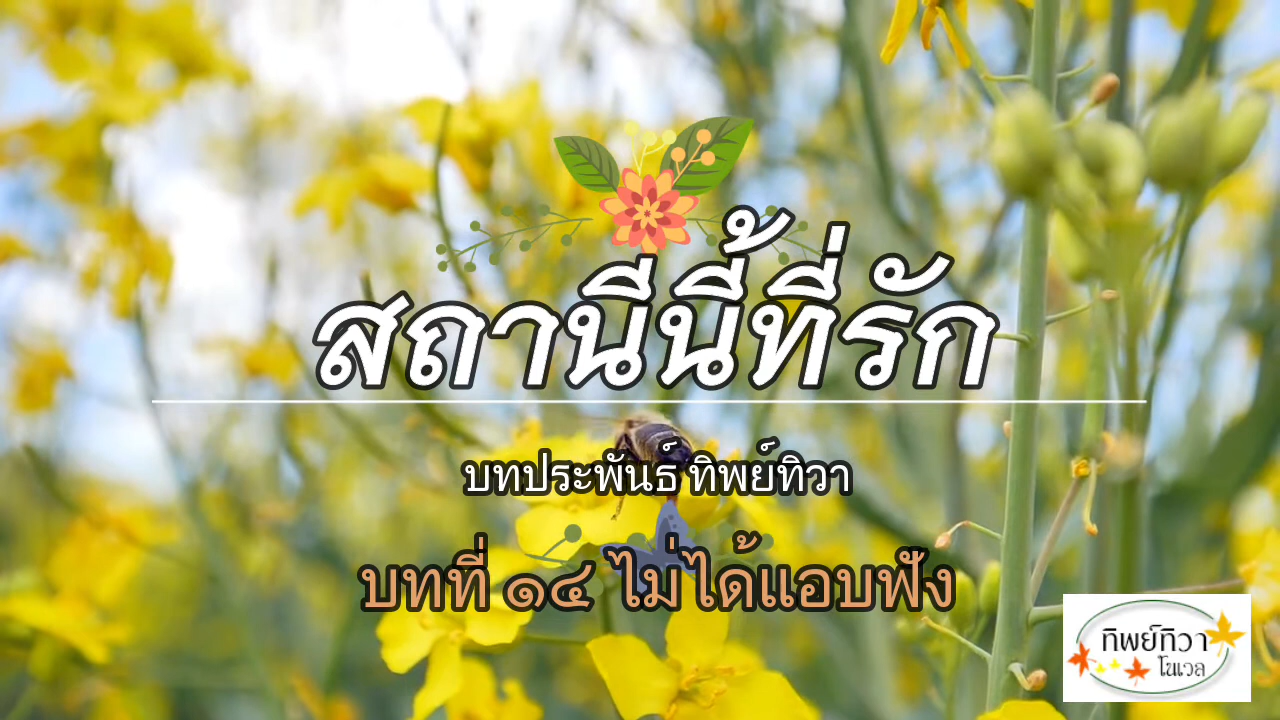 สถานีนี้ที่รัก
บทประพันธ์ ทิพย์ทิวา
บทที่ ๑๔ ไม่ได้แอบฟัง
ทิพย์ทิวา
โนเวล